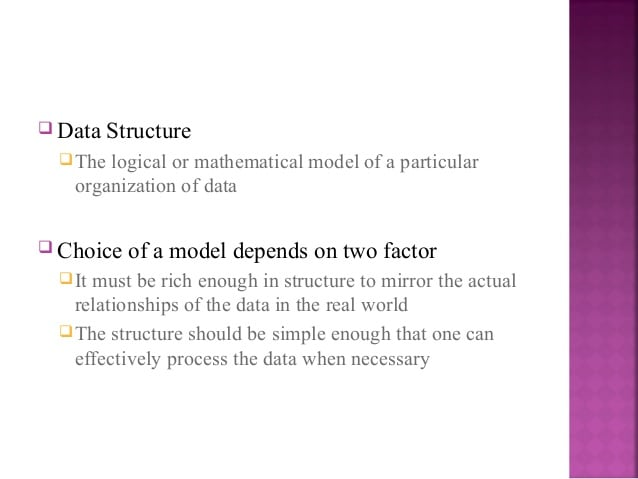 Data Structure
The logical or mathematical model of a particular
organization of data
Choice of a model depends on two factor
It must be rich enough in structure to mirror the actual
relationships of the data in the real world
The structure should be simple enough that one can
effectively process the data when necessary